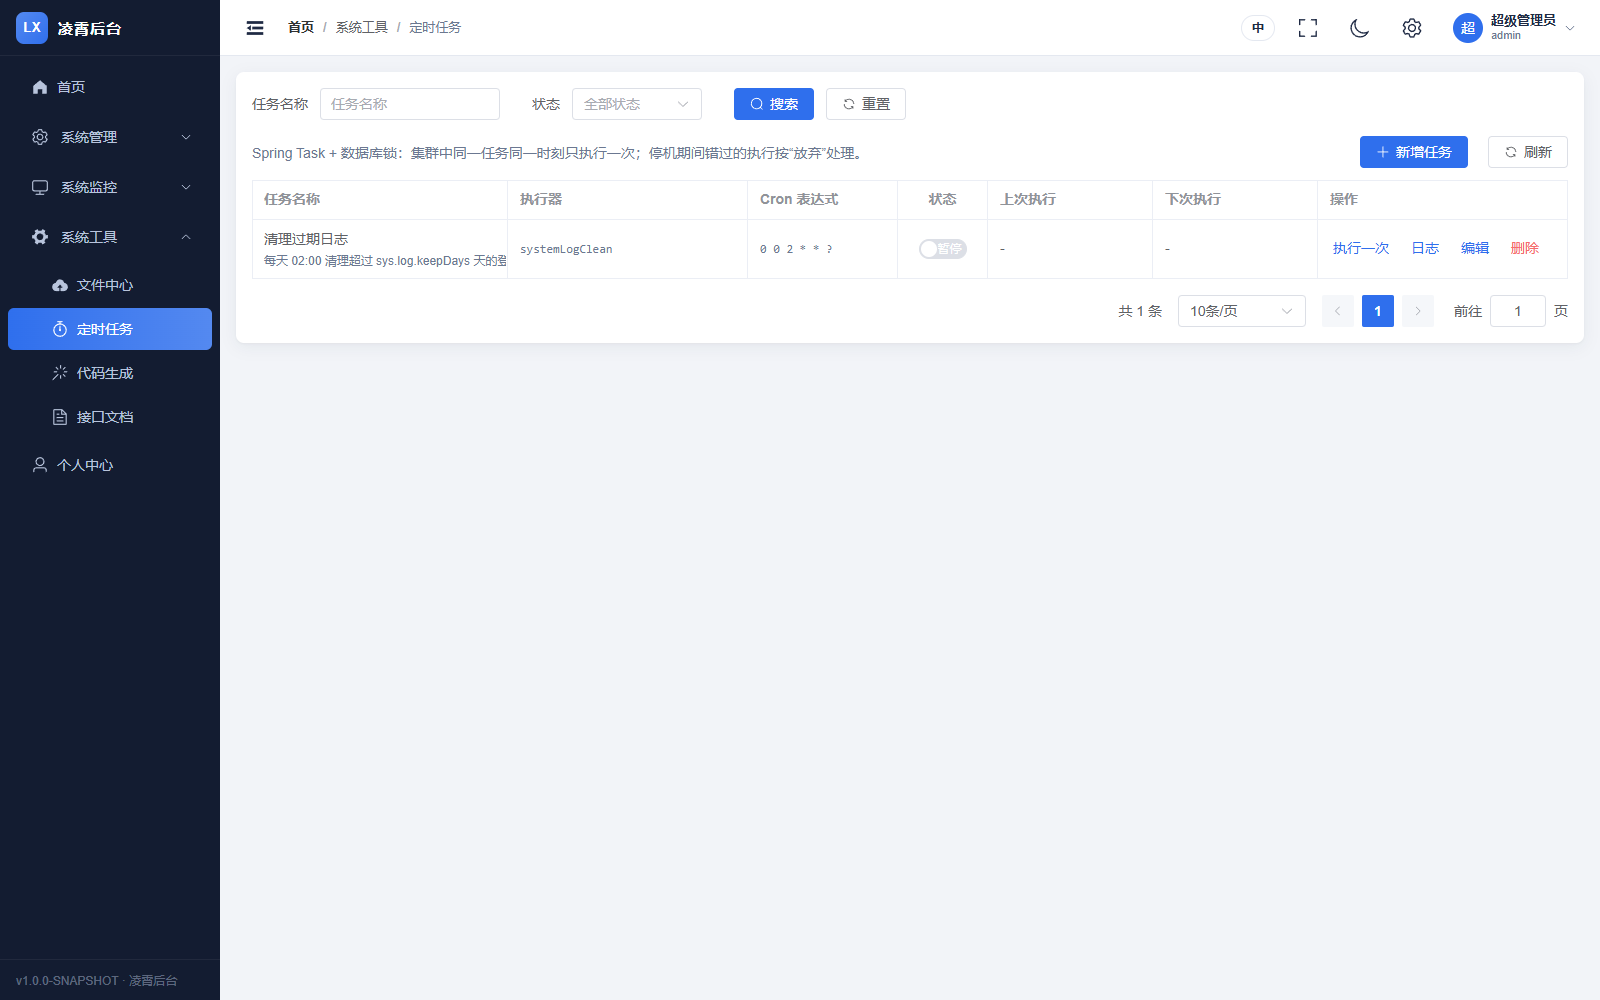 LX 凌霄后台
首页
系统管理
系统监控
系统工具
文件中心
定时任务
代码生成
接口文档
个人中心
v1.0.0-SNAPSHOT · 凌霄后台
首页 / 系统工具 / 定时任务
中
超 超级管理员
admin
任务名称 任务名称 状态 全部状态 搜索 重置
Spring Task + 数据库锁：集群中同一任务同一时刻只执行一次；停机期间错过的执行按“放弃”处理。 新增任务 刷新
任务名称 执行器 Cron 表达式 状态 上次执行 下次执行 操作
清理过期日志 systemLogClean 0 0 2 * * ? 暂停 - - 执行一次 日志 编辑 删除
每天 02:00 清理超过 sys.log.keepDays 天的登
共 1 条 10条/页 1 前往 1 页